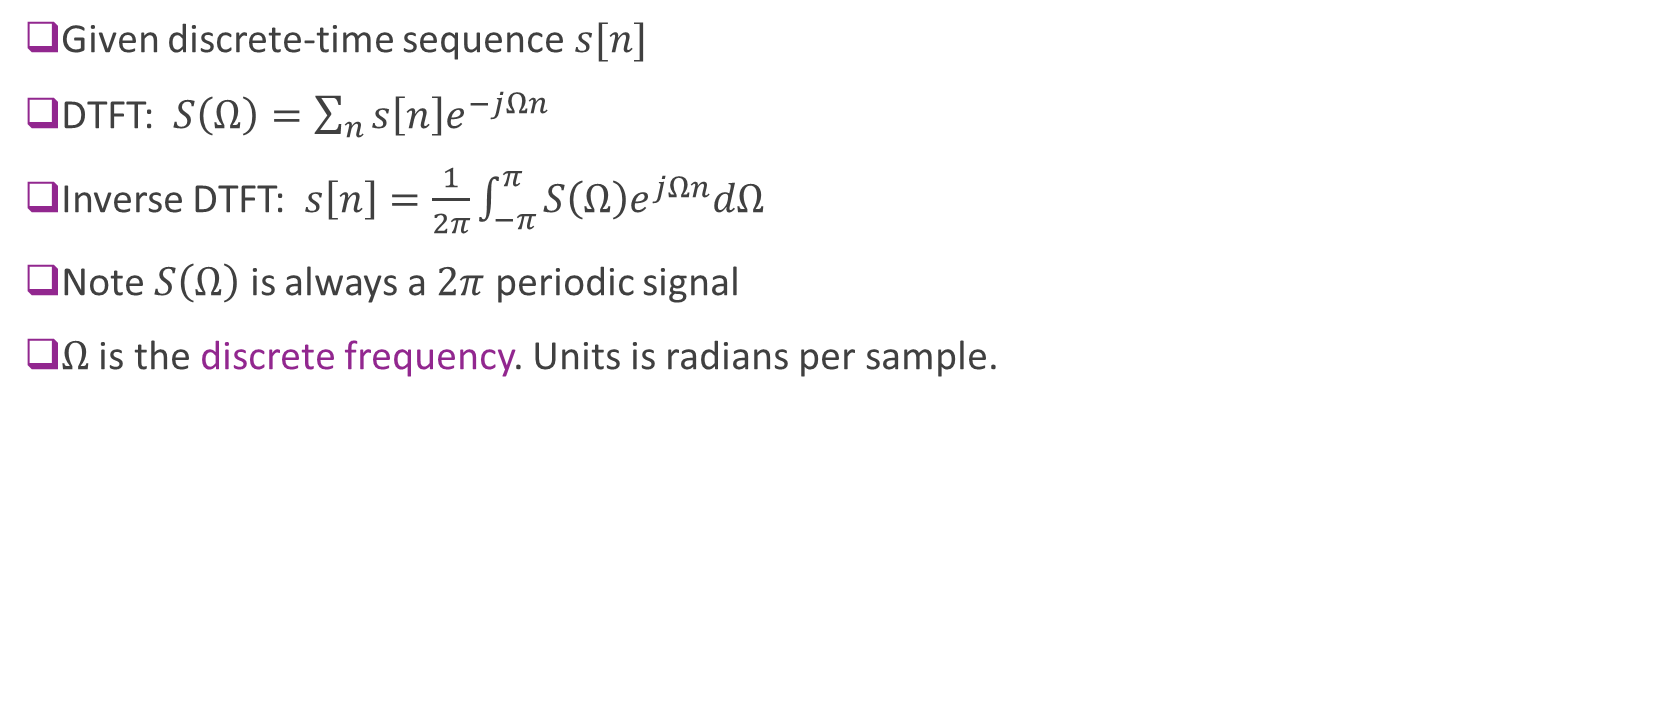 ❑Given discrete-time sequence s[n]
❑DTFT: S(Ω) = ∑ₙ s[n]e^{−jΩn}
❑Inverse DTFT: s[n] = \frac{1}{2π} ∫_{−π}^{π} S(Ω)e^{jΩn}dΩ
❑Note S(Ω) is always a 2π periodic signal
❑Ω is the discrete frequency. Units is radians per sample.